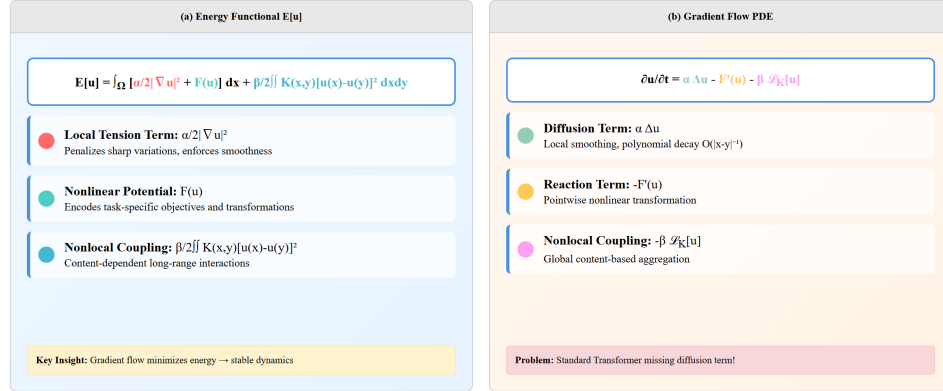 (a) Energy Functional E[u]
E[u] = ∫_Ω [α/2|∇u|² + F(u)] dx + β/2∬ K(x,y)[u(x)-u(y)]² dxdy
Local Tension Term: α/2|∇u|²
Penalizes sharp variations, enforces smoothness
Nonlinear Potential: F(u)
Encodes task-specific objectives and transformations
Nonlocal Coupling: β/2∬ K(x,y)[u(x)-u(y)]²
Content-dependent long-range interactions
Key Insight: Gradient flow minimizes energy → stable dynamics
(b) Gradient Flow PDE
∂u/∂t = α Δu - F'(u) - β ℒ_K[u]
Diffusion Term: α Δu
Local smoothing, polynomial decay O(|x-y|⁻¹)
Reaction Term: -F'(u)
Pointwise nonlinear transformation
Nonlocal Coupling: -β ℒ_K[u]
Global content-based aggregation
Problem: Standard Transformer missing diffusion term!